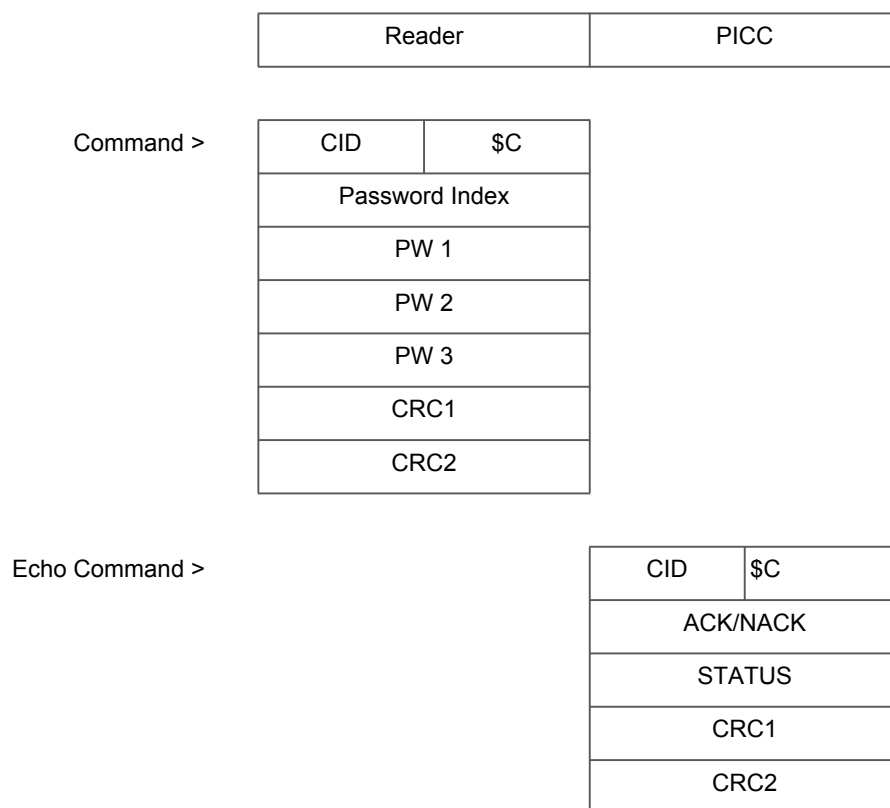 Reader PICC
Command > CID $C
Password Index
PW 1
PW 2
PW 3
CRC1
CRC2
Echo Command > CID $C
ACK/NACK
STATUS
CRC1
CRC2